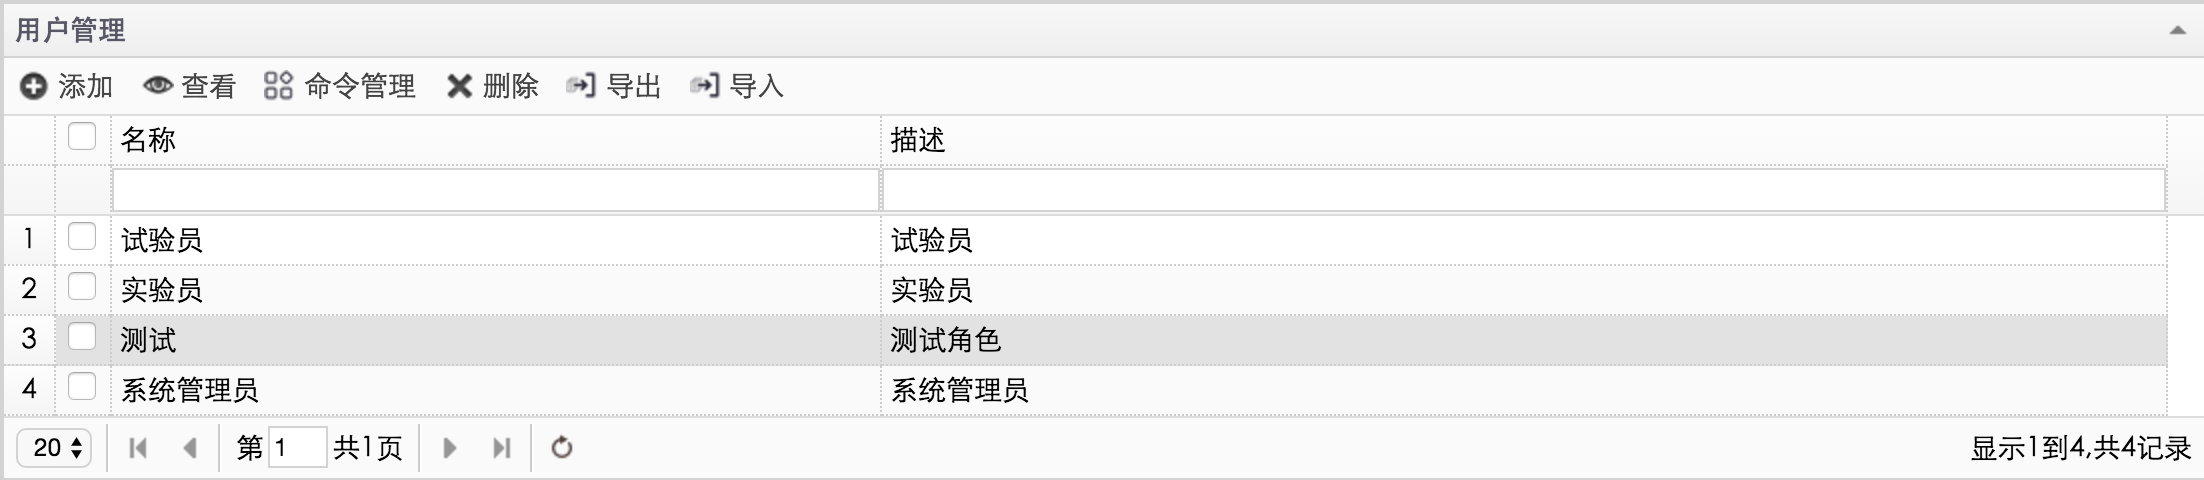 用户管理
添加 查看 命令管理 删除 导出 导入
名称 描述
1 试验员 试验员
2 实验员 实验员
3 测试 测试角色
4 系统管理员 系统管理员
20 第 1 共1页 显示1到4,共4记录